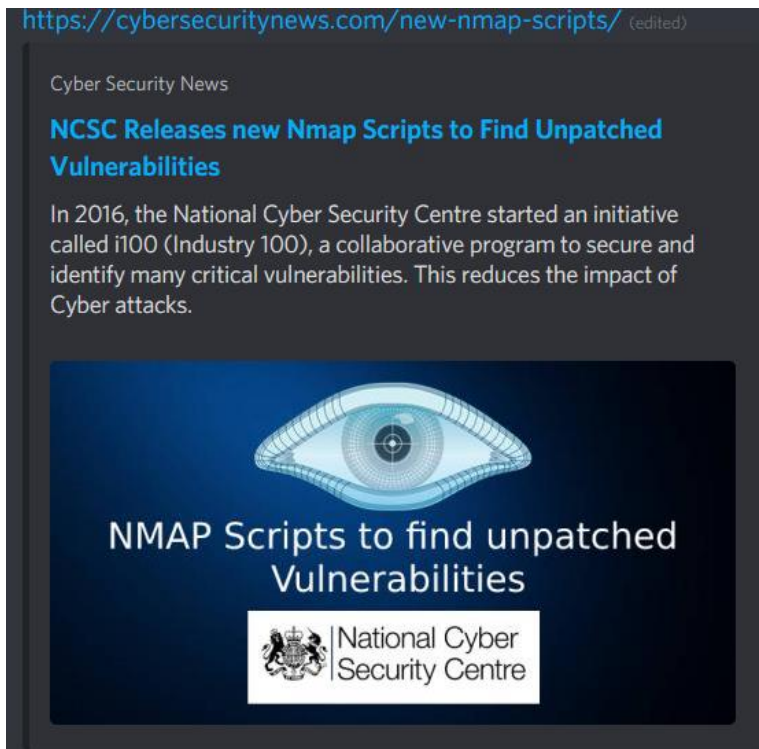 https://cybersecuritynews.com/new-nmap-scripts/ (edited)
Cyber Security News
NCSC Releases new Nmap Scripts to Find Unpatched
Vulnerabilities
In 2016, the National Cyber Security Centre started an initiative
called i100 (Industry 100), a collaborative program to secure and
identify many critical vulnerabilities. This reduces the impact of
Cyber attacks.
NMAP Scripts to find unpatched
Vulnerabilities
National Cyber
Security Centre